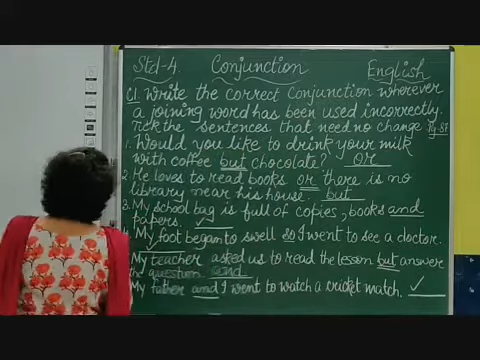 Std-4. Conjunction English
Q1. Write the correct Conjunction wherever
a joining word has been used incorrectly.
Tick the sentences that need no change Pg-87
1. Would you like to drink your milk
with coffee but chocolate? or
2. He loves to read books or there is no
library near his house. but
3. My school bag is full of copies, books and
papers. ✓
4. My foot began to swell so I went to see a doctor.
My teacher asked us to read the lesson but answer
the question. and
My father and I went to watch a cricket match. ✓